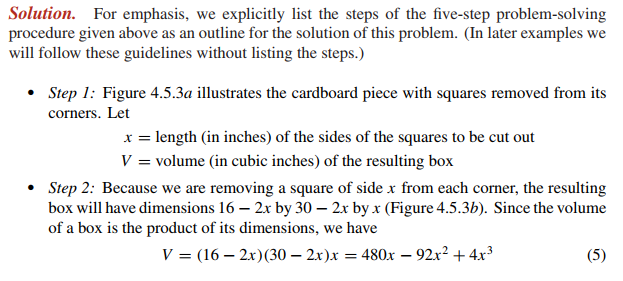 Solution. For emphasis, we explicitly list the steps of the five-step problem-solving
procedure given above as an outline for the solution of this problem. (In later examples we
will follow these guidelines without listing the steps.)
• Step 1: Figure 4.5.3a illustrates the cardboard piece with squares removed from its
corners. Let
x = length (in inches) of the sides of the squares to be cut out
V = volume (in cubic inches) of the resulting box
• Step 2: Because we are removing a square of side x from each corner, the resulting
box will have dimensions 16 − 2x by 30 − 2x by x (Figure 4.5.3b). Since the volume
of a box is the product of its dimensions, we have
V = (16 − 2x)(30 − 2x)x = 480x − 92x² + 4x³ (5)